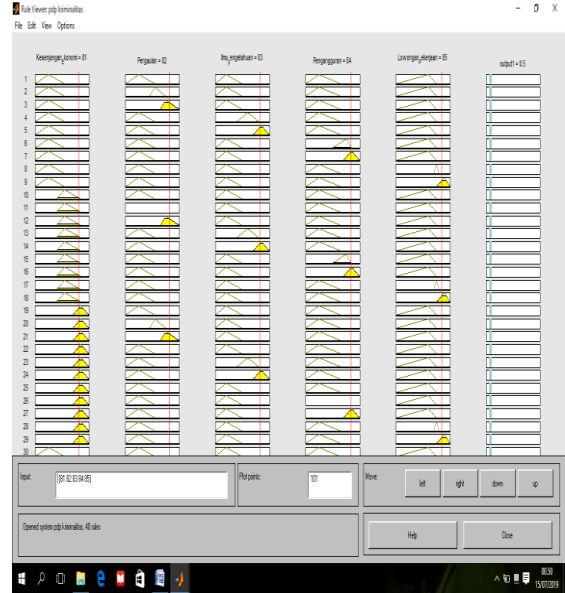 Rule Viewer: pdp kriminalitas
File Edit View Options
Kesenjangan_ekonomi = 81
Pergaulan = 82
Ilmu_pengetahuan = 83
Pengangguran = 84
Lowongan_pekerjaan = 85
output1 = 0.5
1
2
3
4
5
6
7
8
9
10
11
12
13
14
15
16
17
18
19
20
21
22
23
24
25
26
27
28
29
30
Input: [81 82 83 84 85]
Plot points: 101
Move: left right down up
Opened system pdp kriminalitas, 40 rules
Help Close
00.50
15/07/2019